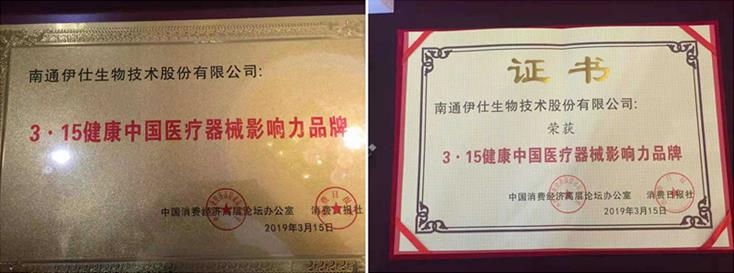 南通伊仕生物技术股份有限公司:
3·15健康中国医疗器械影响力品牌
中国消费经济高层论坛办公室 消费日报社
2019年3月15日
证书
南通伊仕生物技术股份有限公司:
荣获
3·15健康中国医疗器械影响力品牌
中国消费经济高层论坛办公室 消费日报社
2019年3月15日